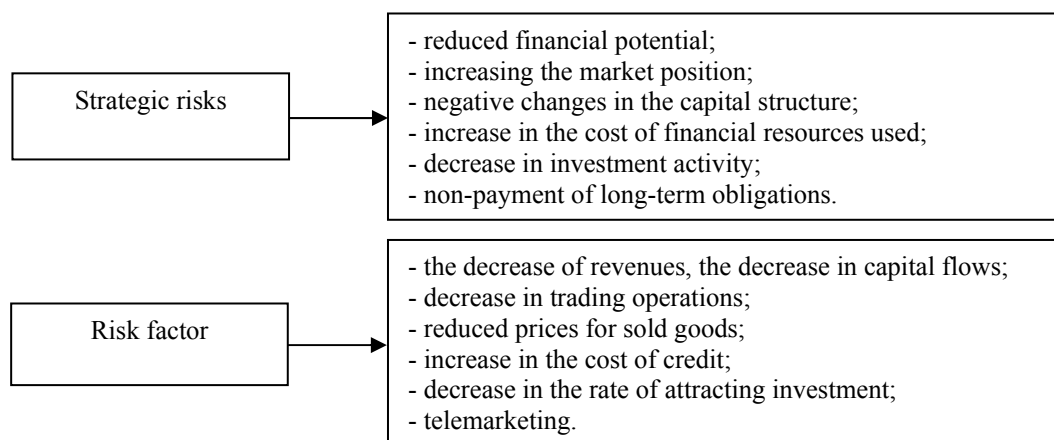 Strategic risks
- reduced financial potential;
- increasing the market position;
- negative changes in the capital structure;
- increase in the cost of financial resources used;
- decrease in investment activity;
- non-payment of long-term obligations.
Risk factor
- the decrease of revenues, the decrease in capital flows;
- decrease in trading operations;
- reduced prices for sold goods;
- increase in the cost of credit;
- decrease in the rate of attracting investment;
- telemarketing.